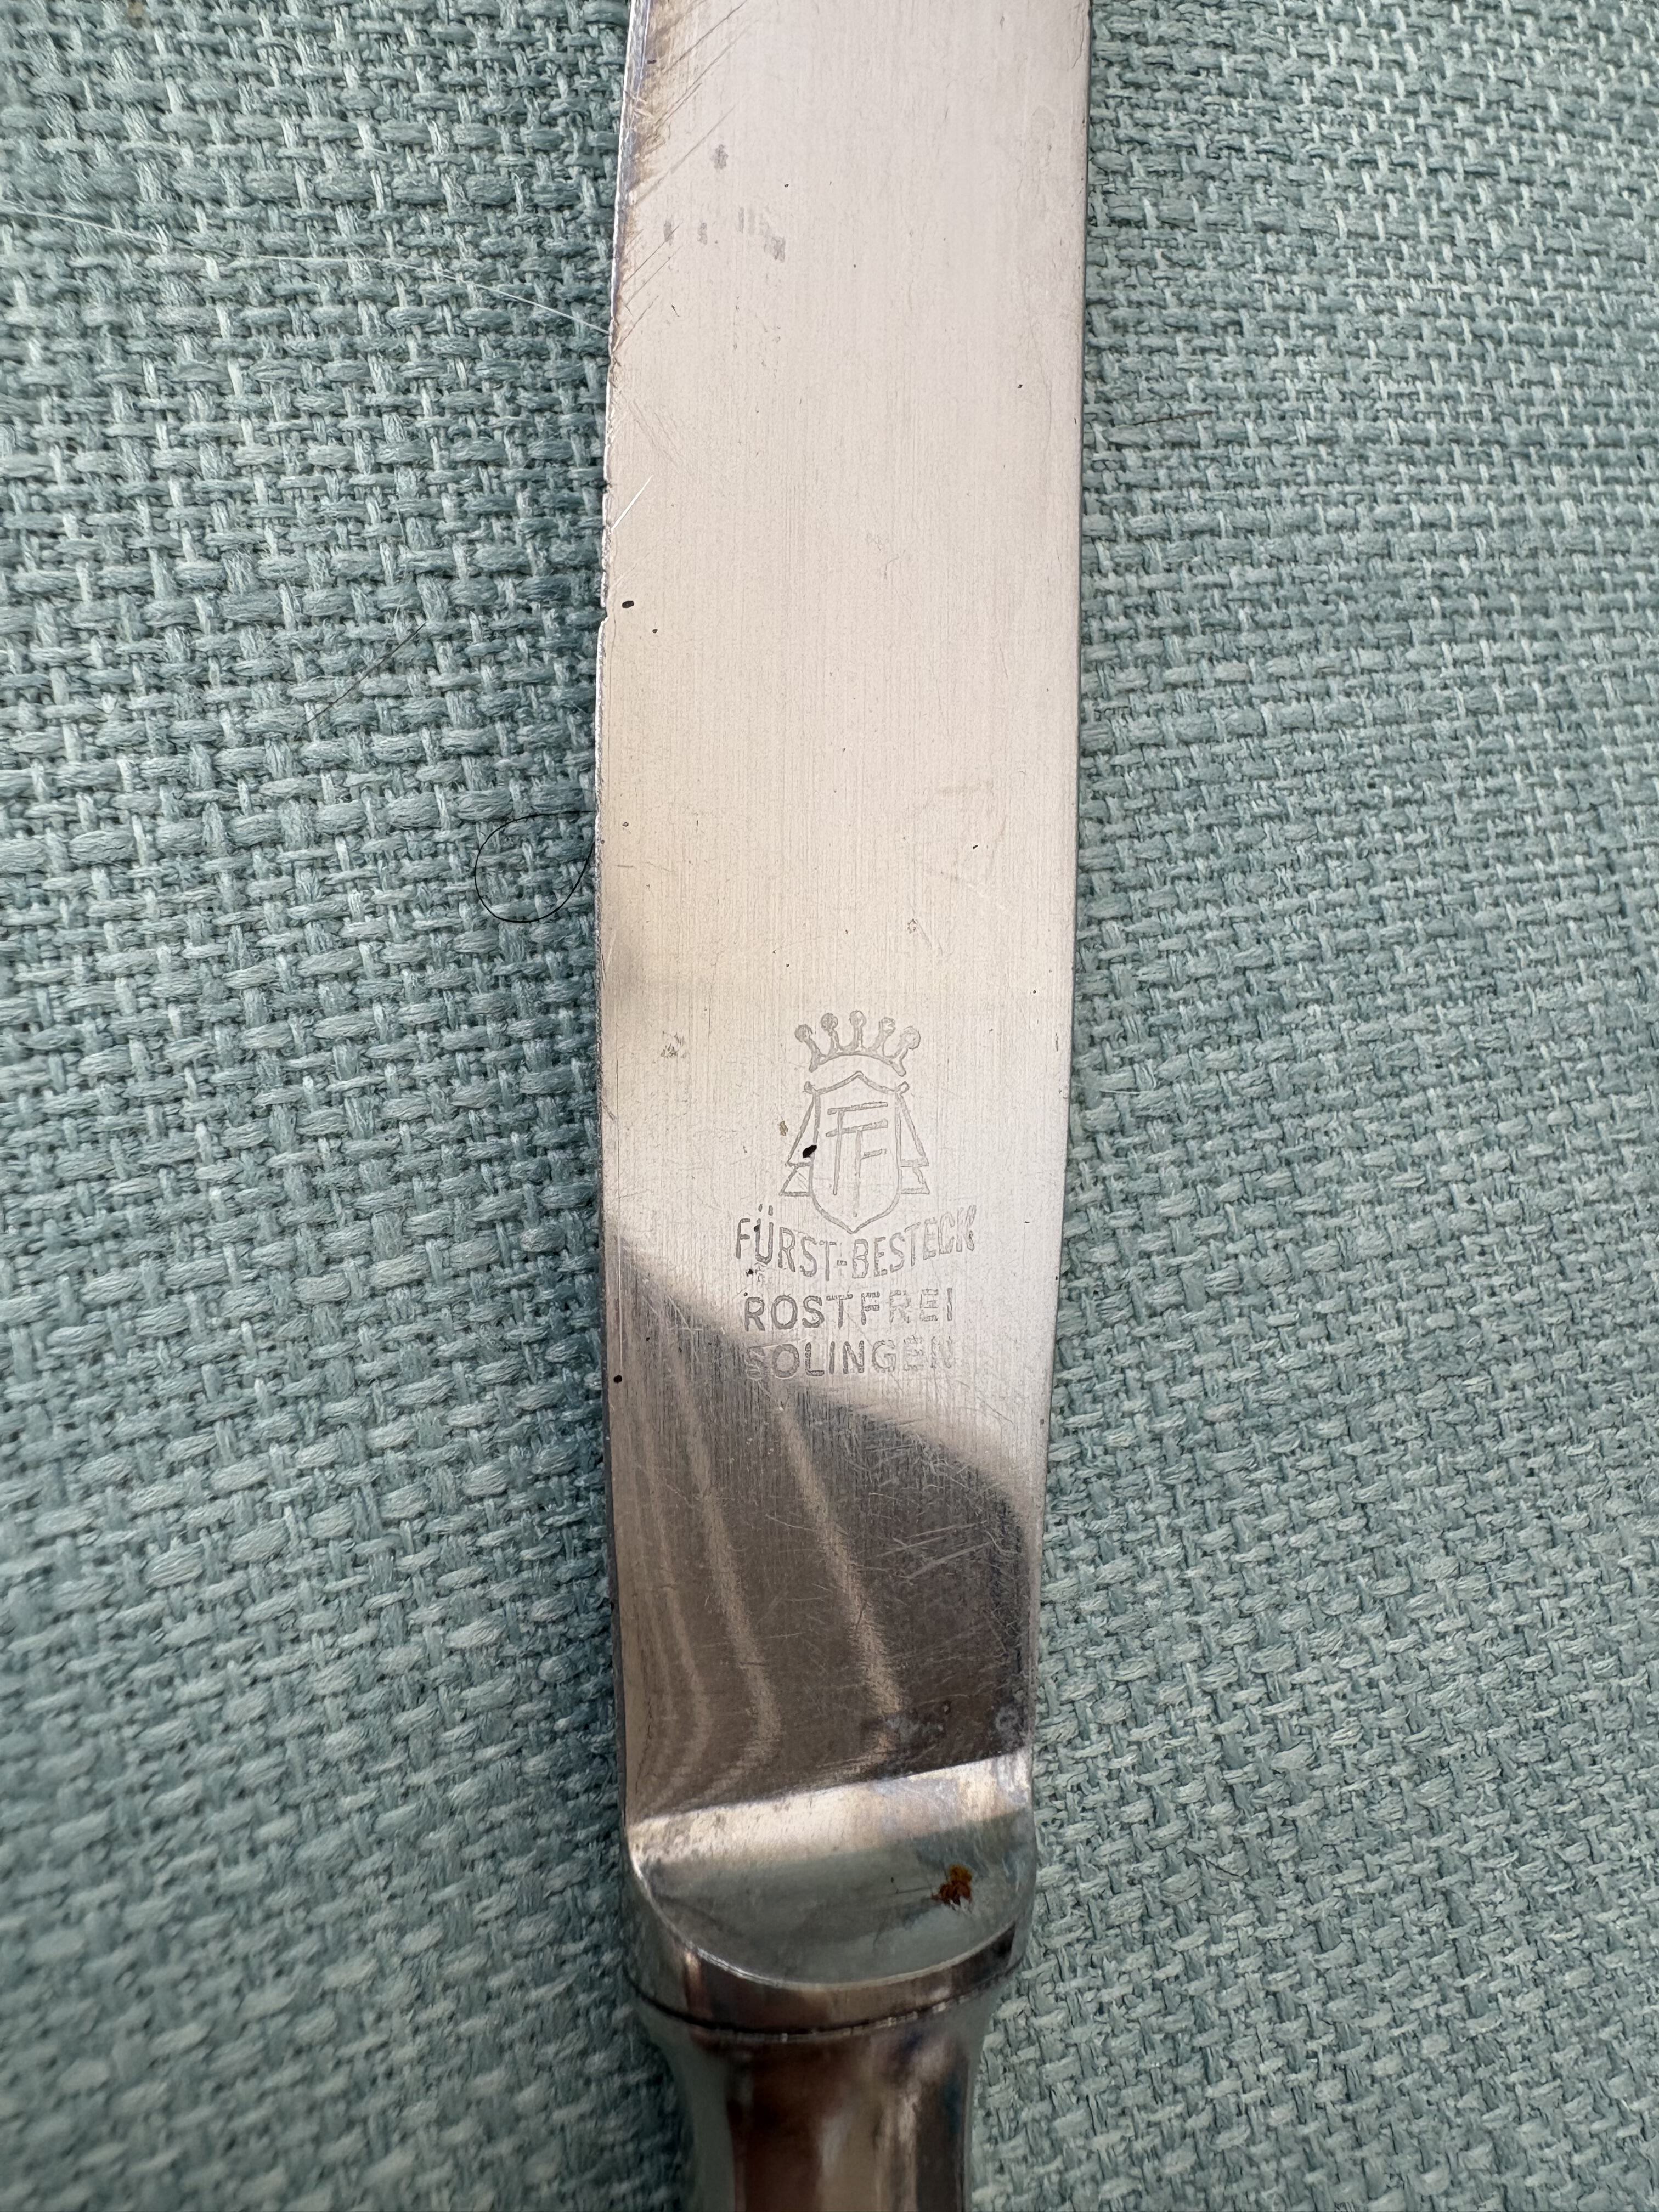 FF
FÜRST-BESTECK
ROSTFREI
SOLINGEN